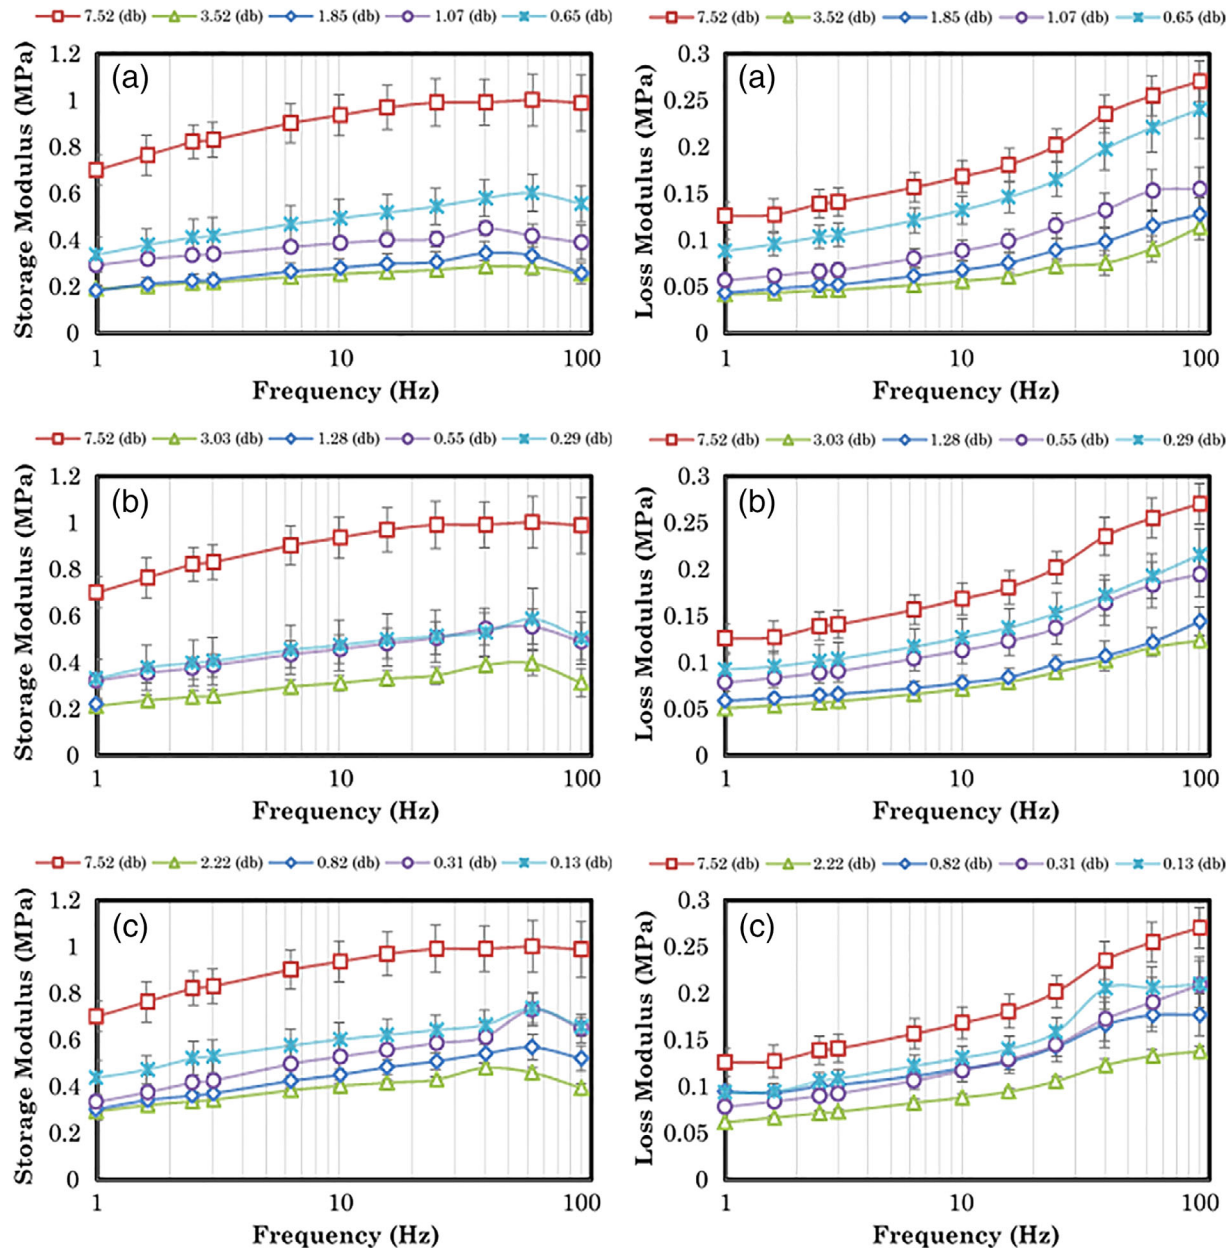 7.52 (db) 3.52 (db) 1.85 (db) 1.07 (db) 0.65 (db)
Storage Modulus (MPa)
(a)
1.2
1
0.8
0.6
0.4
0.2
0
1 10 100
Frequency (Hz)
7.52 (db) 3.52 (db) 1.85 (db) 1.07 (db) 0.65 (db)
Loss Modulus (MPa)
(a)
0.3
0.25
0.2
0.15
0.1
0.05
0
1 10 100
Frequency (Hz)
7.52 (db) 3.03 (db) 1.28 (db) 0.55 (db) 0.29 (db)
Storage Modulus (MPa)
(b)
1.2
1
0.8
0.6
0.4
0.2
0
1 10 100
Frequency (Hz)
7.52 (db) 3.03 (db) 1.28 (db) 0.55 (db) 0.29 (db)
Loss Modulus (MPa)
(b)
0.3
0.25
0.2
0.15
0.1
0.05
0
1 10 100
Frequency (Hz)
7.52 (db) 2.22 (db) 0.82 (db) 0.31 (db) 0.13 (db)
Storage Modulus (MPa)
(c)
1.2
1
0.8
0.6
0.4
0.2
0
1 10 100
Frequency (Hz)
7.52 (db) 2.22 (db) 0.82 (db) 0.31 (db) 0.13 (db)
Loss Modulus (MPa)
(c)
0.3
0.25
0.2
0.15
0.1
0.05
0
1 10 100
Frequency (Hz)